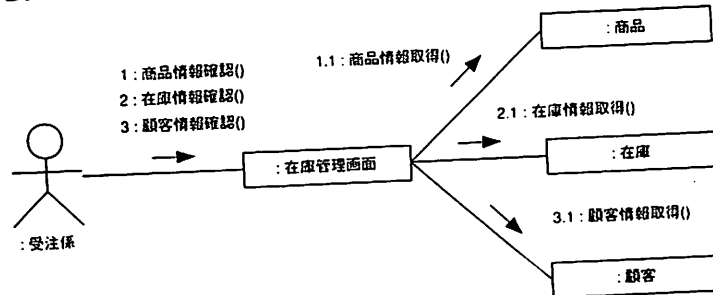 : 商品
1.1 : 商品情報取得()
1 : 商品情報確認()
2 : 在庫情報確認()
3 : 顧客情報確認()
2.1 : 在庫情報取得()
: 在庫管理画面
: 在庫
3.1 : 顧客情報取得()
: 受注係
: 顧客